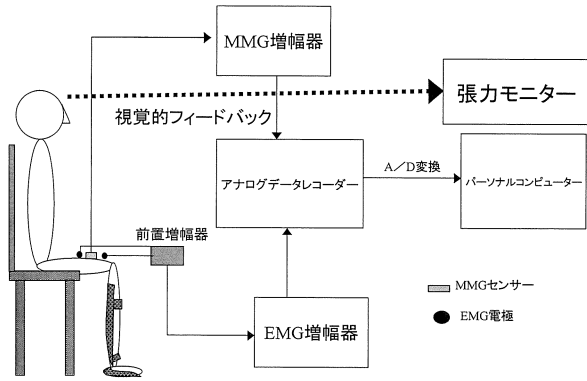 MMG増幅器
張力モニター
視覚的フィードバック
アナログデータレコーダー
A/D変換
パーソナルコンピューター
前置増幅器
MMGセンサー
EMG電極
EMG増幅器